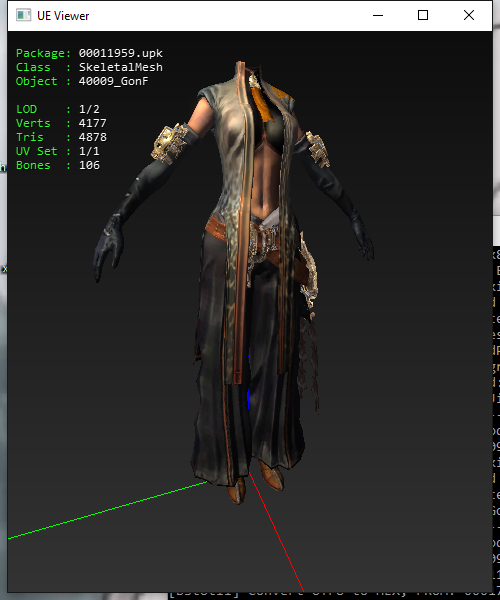 UE Viewer
Package: 00011959.upk
Class : SkeletalMesh
Object : 40009_GonF
LOD : 1/2
Verts : 4177
Tris : 4878
UV Set : 1/1
Bones : 106